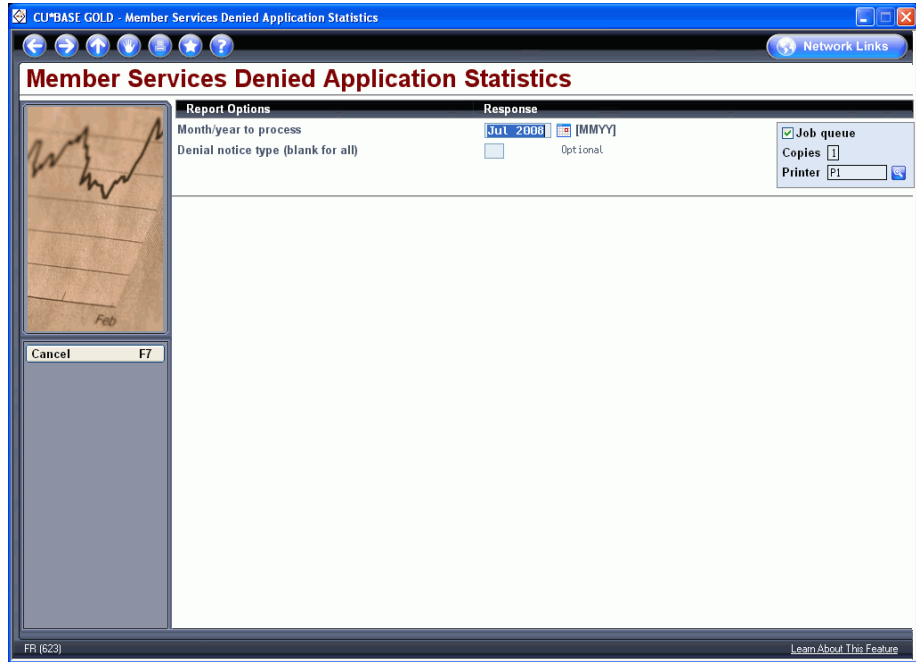 CU*BASE GOLD - Member Services Denied Application Statistics
Network Links
Member Services Denied Application Statistics
Report Options Response
Month/year to process Jul 2008 [MMYY]
Denial notice type (blank for all) Optional
Job queue
Copies 1
Printer P1
Feb
Cancel F7
FR (623)
Learn About This Feature